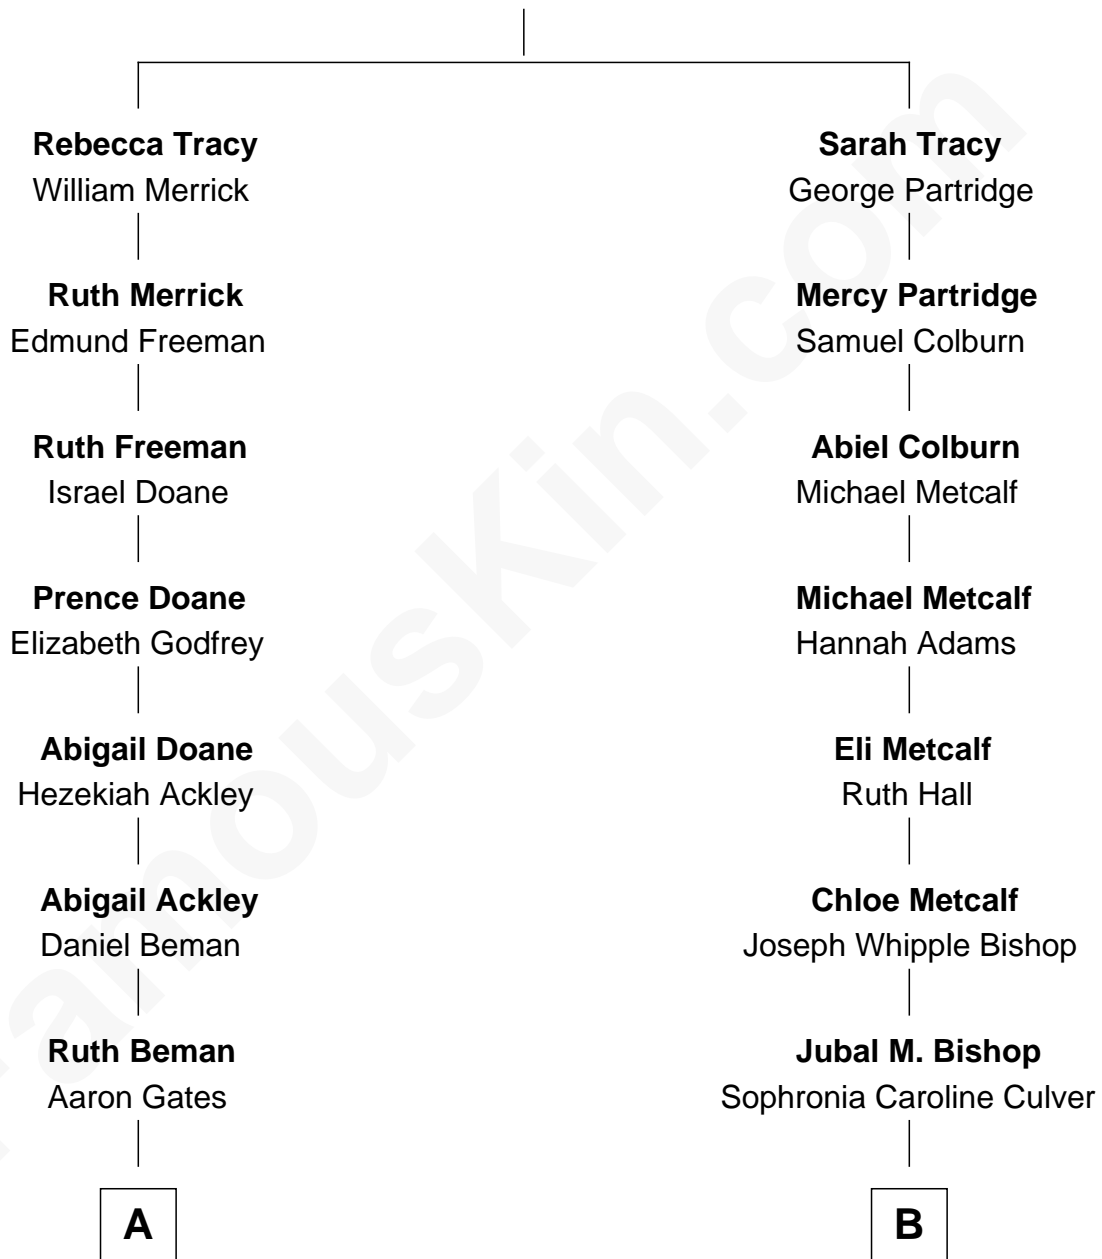 Rebecca Tracy
William Merrick
Ruth Merrick
Edmund Freeman
Ruth Freeman
Israel Doane
Prence Doane
Elizabeth Godfrey
Abigail Doane
Hezekiah Ackley
Abigail Ackley
Daniel Beman
Ruth Beman
Aaron Gates
A
Sarah Tracy
George Partridge
Mercy Partridge
Samuel Colburn
Abiel Colburn
Michael Metcalf
Michael Metcalf
Hannah Adams
Eli Metcalf
Ruth Hall
Chloe Metcalf
Joseph Whipple Bishop
Jubal M. Bishop
Sophronia Caroline Culver
B
FamousKin.com